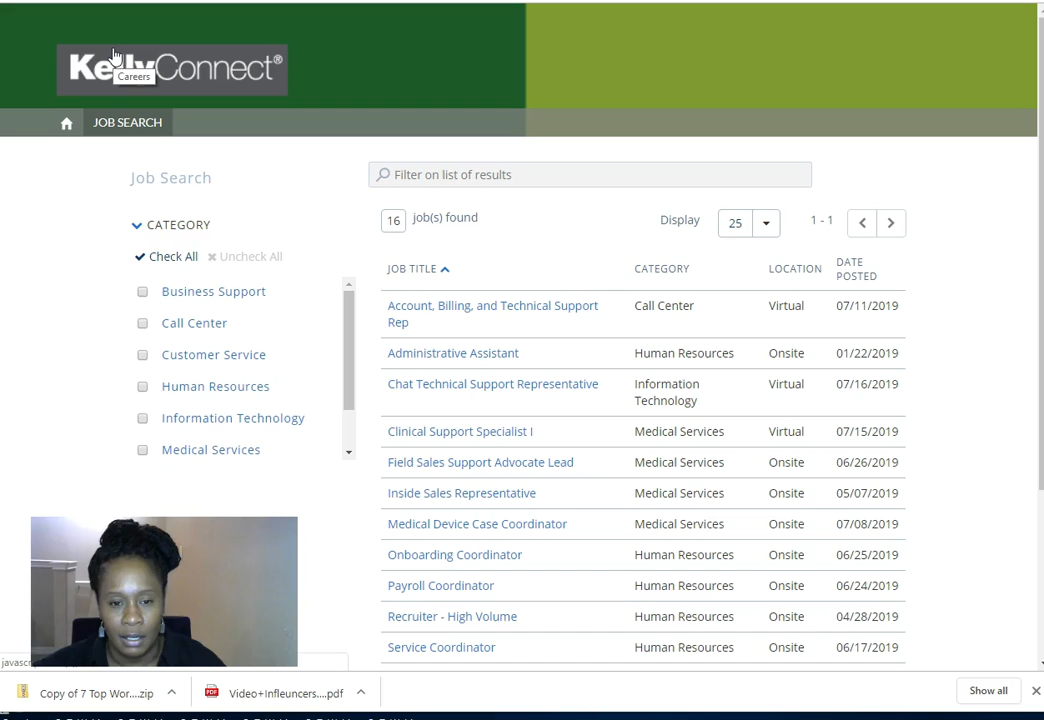 KellyConnect®
Careers
JOB SEARCH
Job Search
Filter on list of results
CATEGORY
16 job(s) found
Display 25 1 - 1
Check All Uncheck All
JOB TITLE CATEGORY LOCATION DATE POSTED
Business Support
Call Center
Customer Service
Human Resources
Information Technology
Medical Services
Account, Billing, and Technical Support Rep Call Center Virtual 07/11/2019
Administrative Assistant Human Resources Onsite 01/22/2019
Chat Technical Support Representative Information Technology Virtual 07/16/2019
Clinical Support Specialist I Medical Services Virtual 07/15/2019
Field Sales Support Advocate Lead Medical Services Onsite 06/26/2019
Inside Sales Representative Medical Services Onsite 05/07/2019
Medical Device Case Coordinator Medical Services Onsite 07/08/2019
Onboarding Coordinator Human Resources Onsite 06/25/2019
Payroll Coordinator Human Resources Onsite 06/24/2019
Recruiter - High Volume Human Resources Onsite 04/28/2019
Service Coordinator Human Resources Onsite 06/17/2019
javasc
Copy of 7 Top Wor....zip
Video+Infleuncers....pdf
Show all